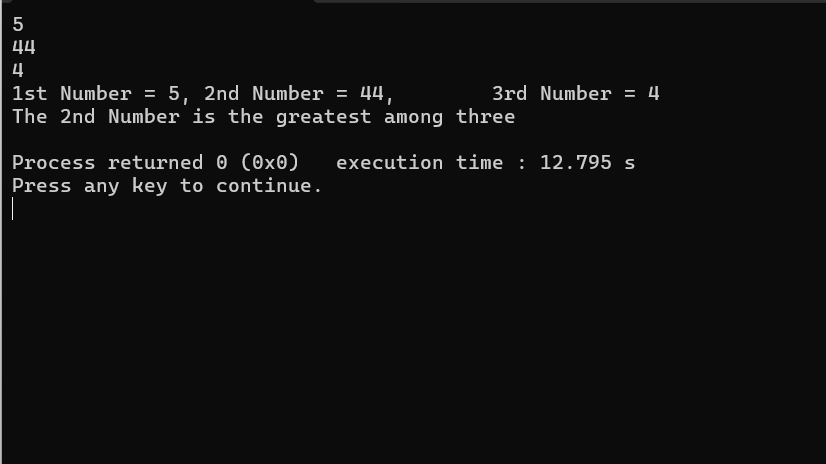 5
44
4
1st Number = 5, 2nd Number = 44,        3rd Number = 4
The 2nd Number is the greatest among three
Process returned 0 (0x0)   execution time : 12.795 s
Press any key to continue.